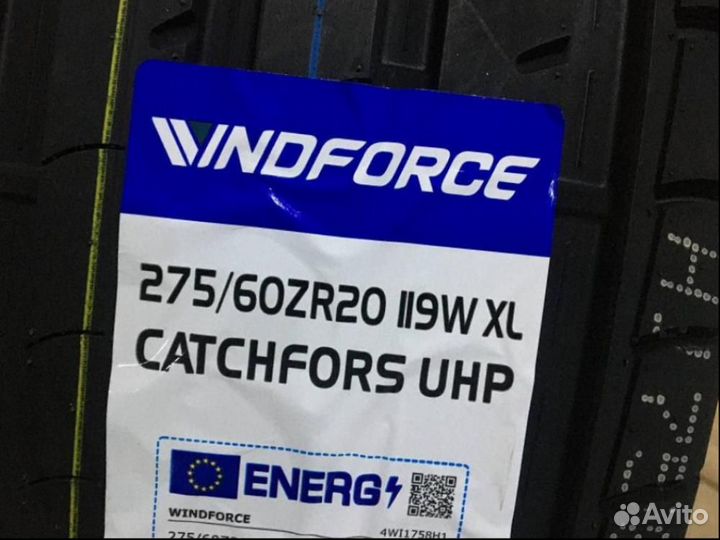 WINDFORCE
275/60ZR20 119W XL
CATCHFORS UHP
ENERG
WINDFORCE
4WI1758H1
Avito